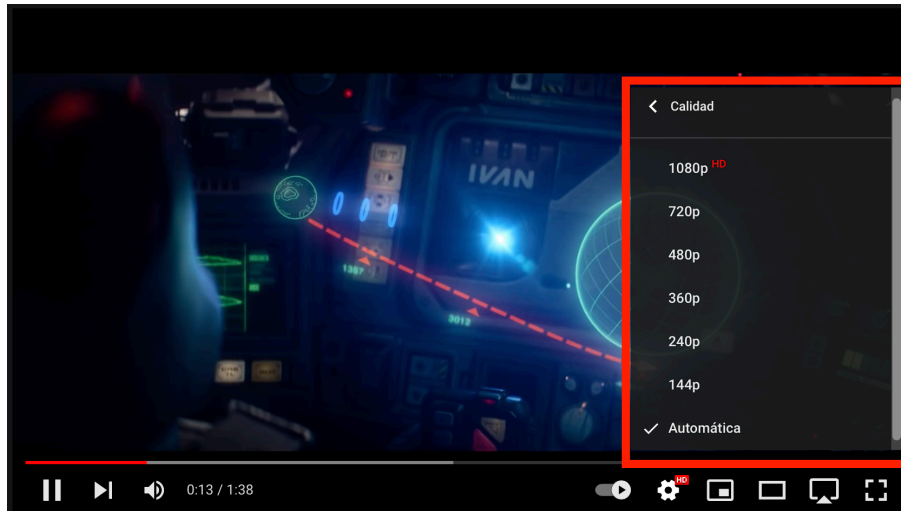 IVAN
1387
3012
Calidad
1080p HD
720p
480p
360p
240p
144p
Automática
0:13 / 1:38
HD